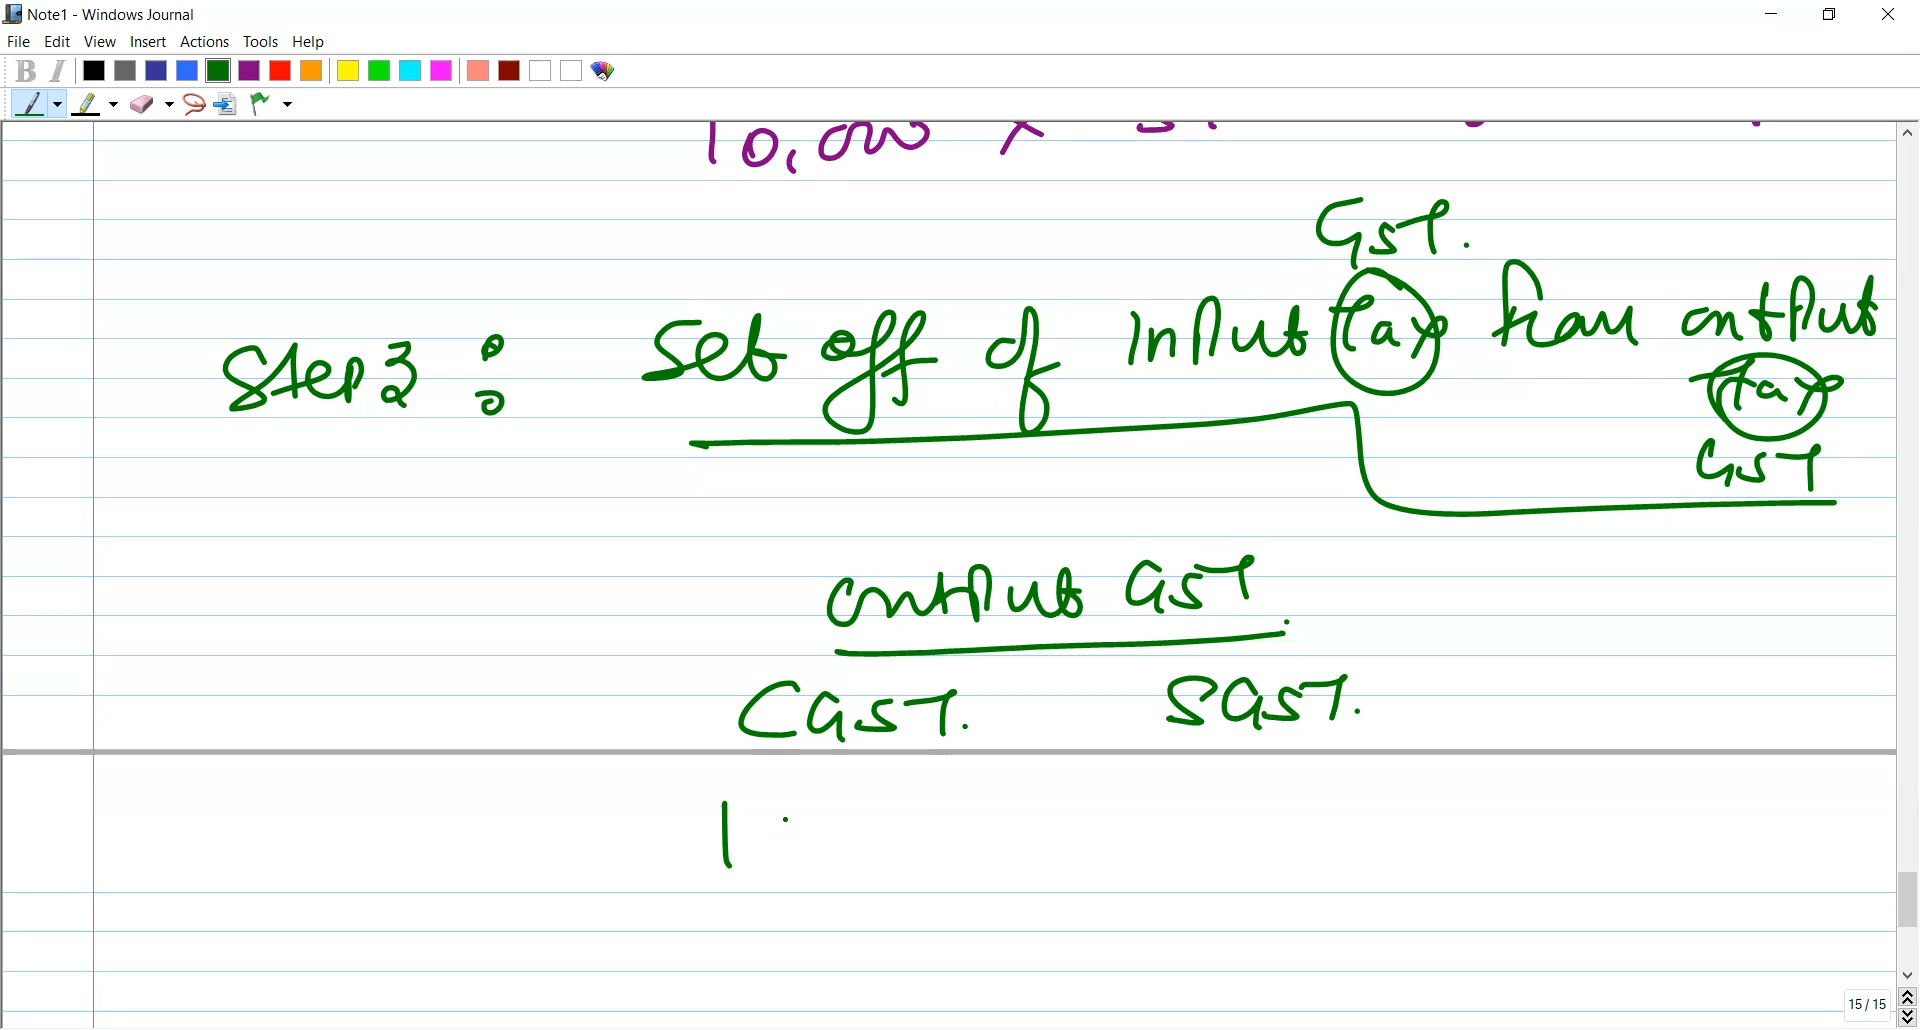 Note1 - Windows Journal
File Edit View Insert Actions Tools Help
B I
10,000 x
GST.
Step 3 : Set off of input tax from output
tax
GST
output GST.
CGST. SGST.
1
15 / 15